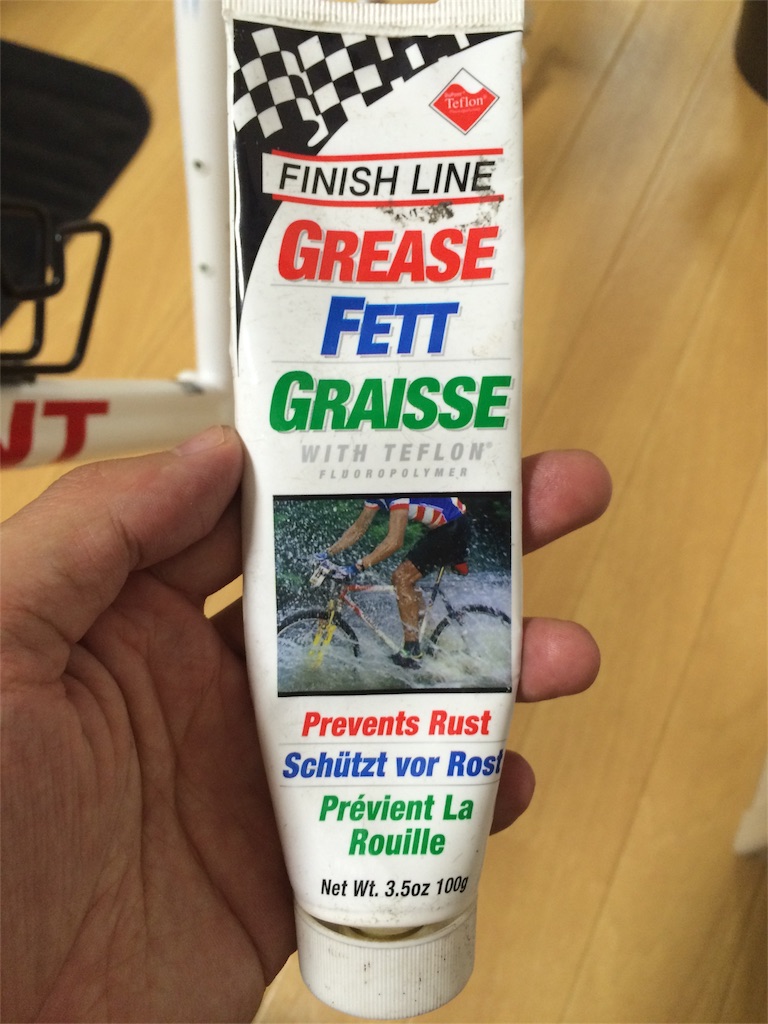 DuPont
Teflon
FINISH LINE
GREASE
FETT
GRAISSE
WITH TEFLON®
FLUOROPOLYMER
NT
Prevents Rust
Schützt vor Rost
Prévient La
Rouille
Net Wt. 3.5oz 100g